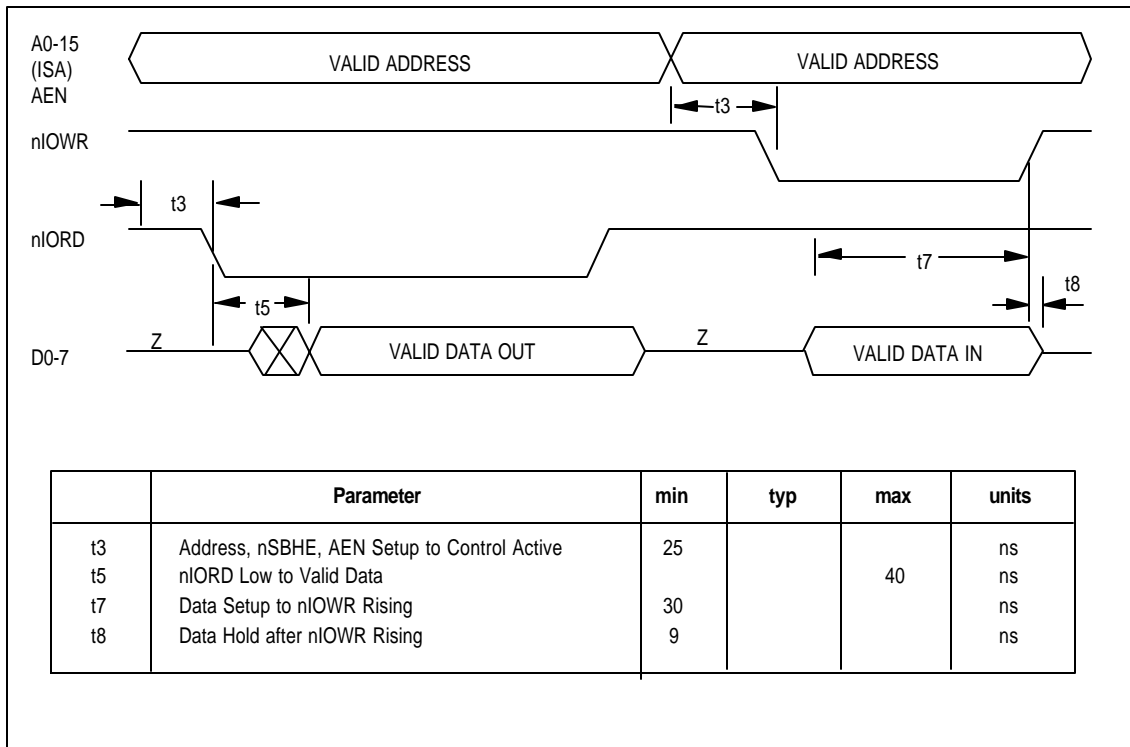 A0-15
(ISA)
AEN
VALID ADDRESS
VALID ADDRESS
t3
nIOWR
t3
nIORD
t7
t8
t5
D0-7
Z
VALID DATA OUT
Z
VALID DATA IN
Parameter min typ max units
t3 Address, nSBHE, AEN Setup to Control Active 25 ns
t5 nIORD Low to Valid Data 40 ns
t7 Data Setup to nIOWR Rising 30 ns
t8 Data Hold after nIOWR Rising 9 ns